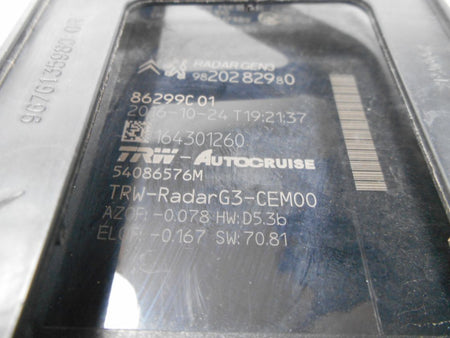 RADAR GEN3
9820282980
86299C01
2016-10-24 T19:21:37
164301260
TRW-AUTOCRUISE
54086576M
TRW-RadarG3-CEM00
AZOF: -0.078 HW: D5.3b
ELOF: -0.167 SW: 70.81